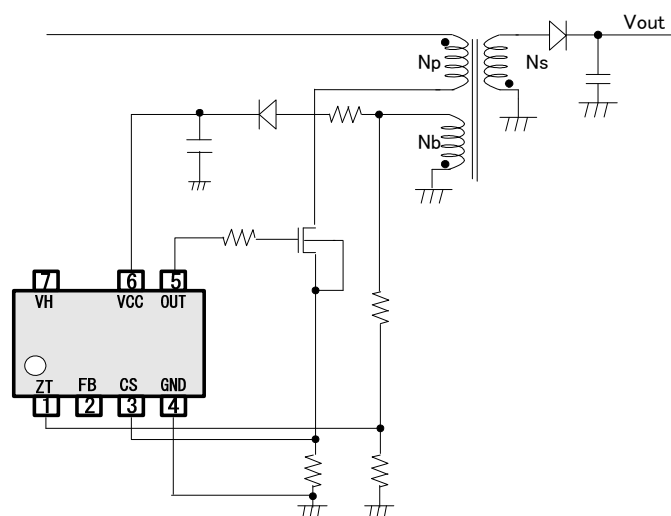 Vout
Np
Ns
Nb
7 6 5
VH VCC OUT
ZT FB CS GND
1 2 3 4